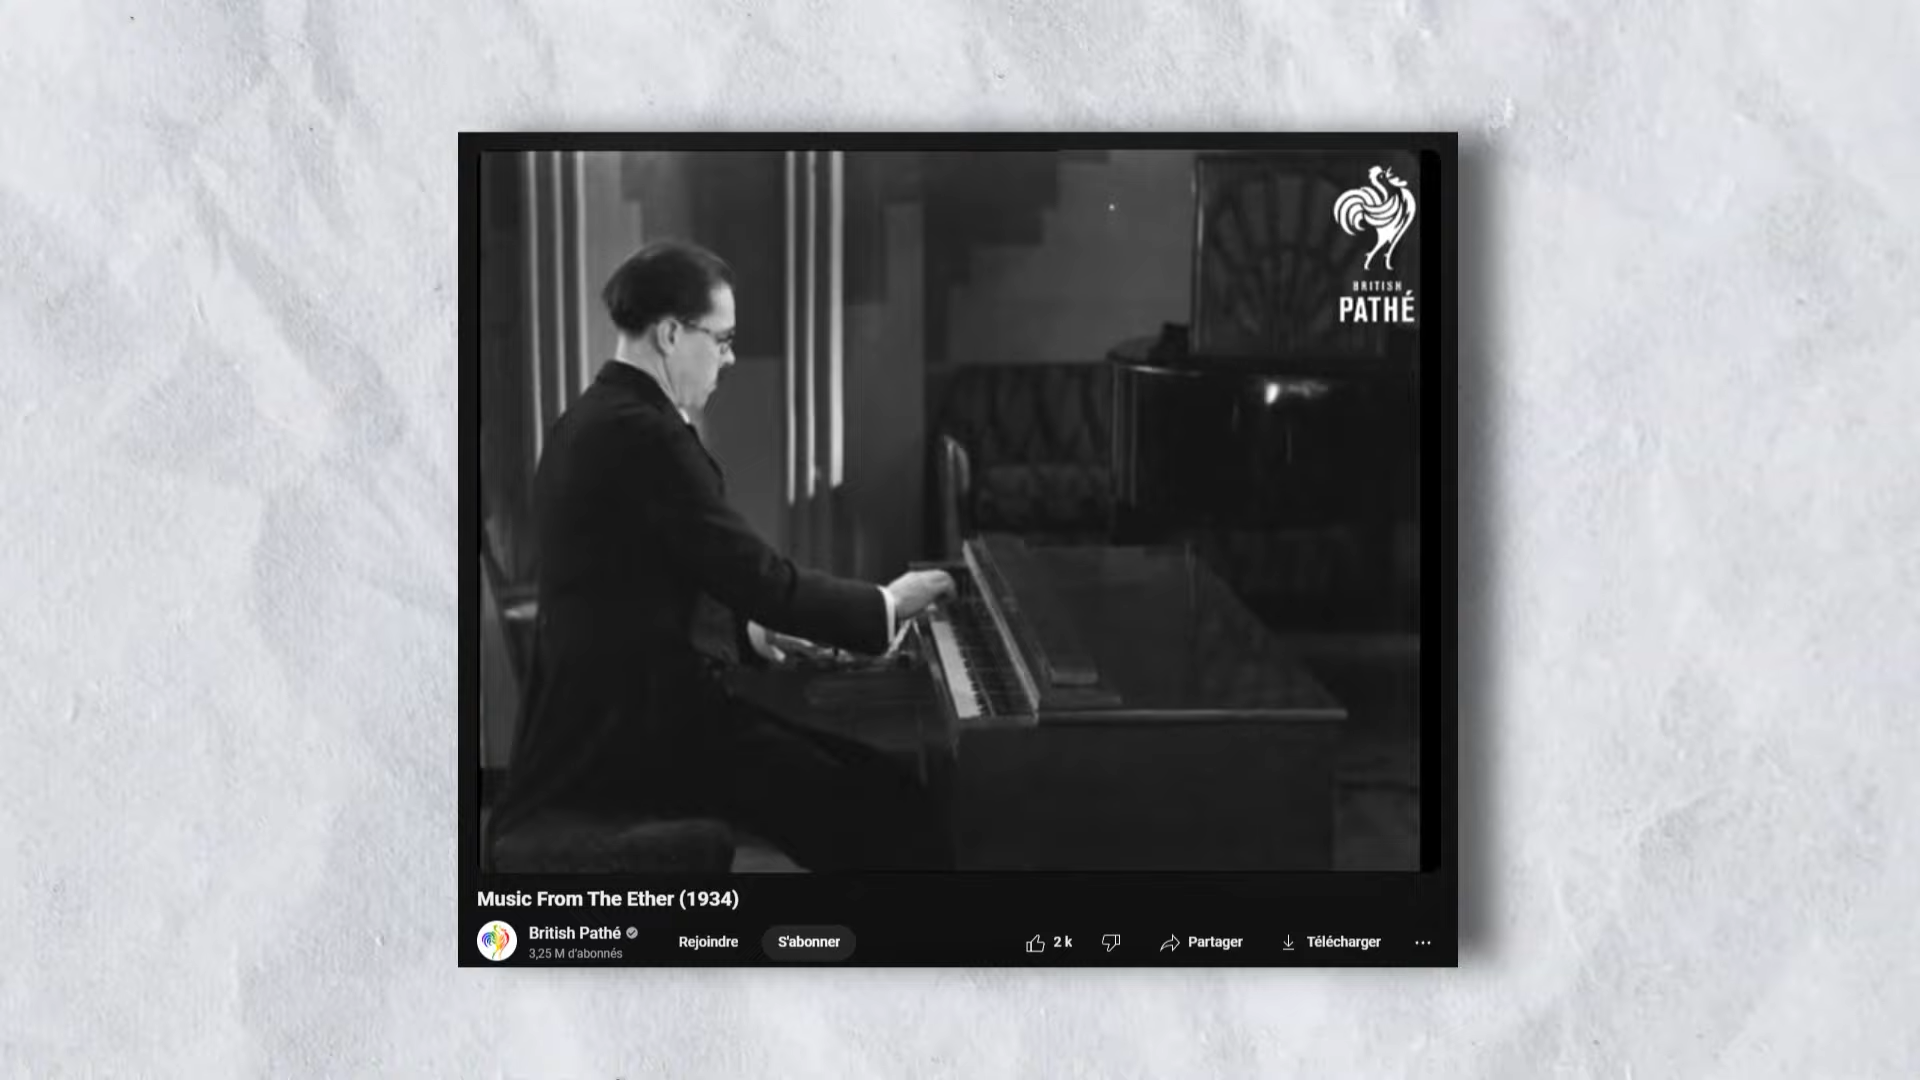 BRITISH
PATHÉ
Music From The Ether (1934)
British Pathé
3,25 M d'abonnés
Rejoindre
S'abonner
2 k
Partager
Télécharger